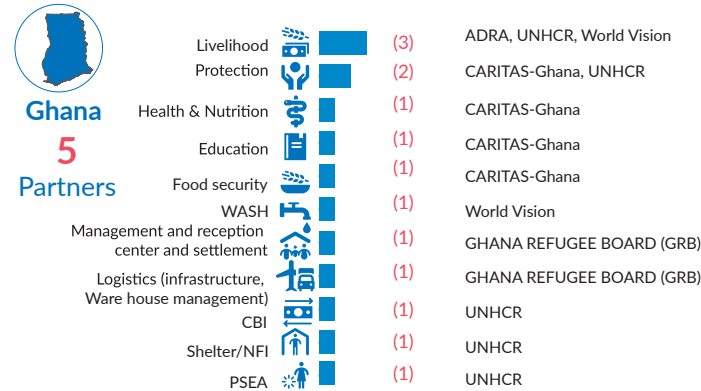 Ghana
5
Partners
Livelihood (3) ADRA, UNHCR, World Vision
Protection (2) CARITAS-Ghana, UNHCR
Health & Nutrition (1) CARITAS-Ghana
Education (1) CARITAS-Ghana
Food security (1) CARITAS-Ghana
WASH (1) World Vision
Management and reception
center and settlement (1) GHANA REFUGEE BOARD (GRB)
Logistics (infrastructure,
Ware house management) (1) GHANA REFUGEE BOARD (GRB)
CBI (1) UNHCR
Shelter/NFI (1) UNHCR
PSEA (1) UNHCR